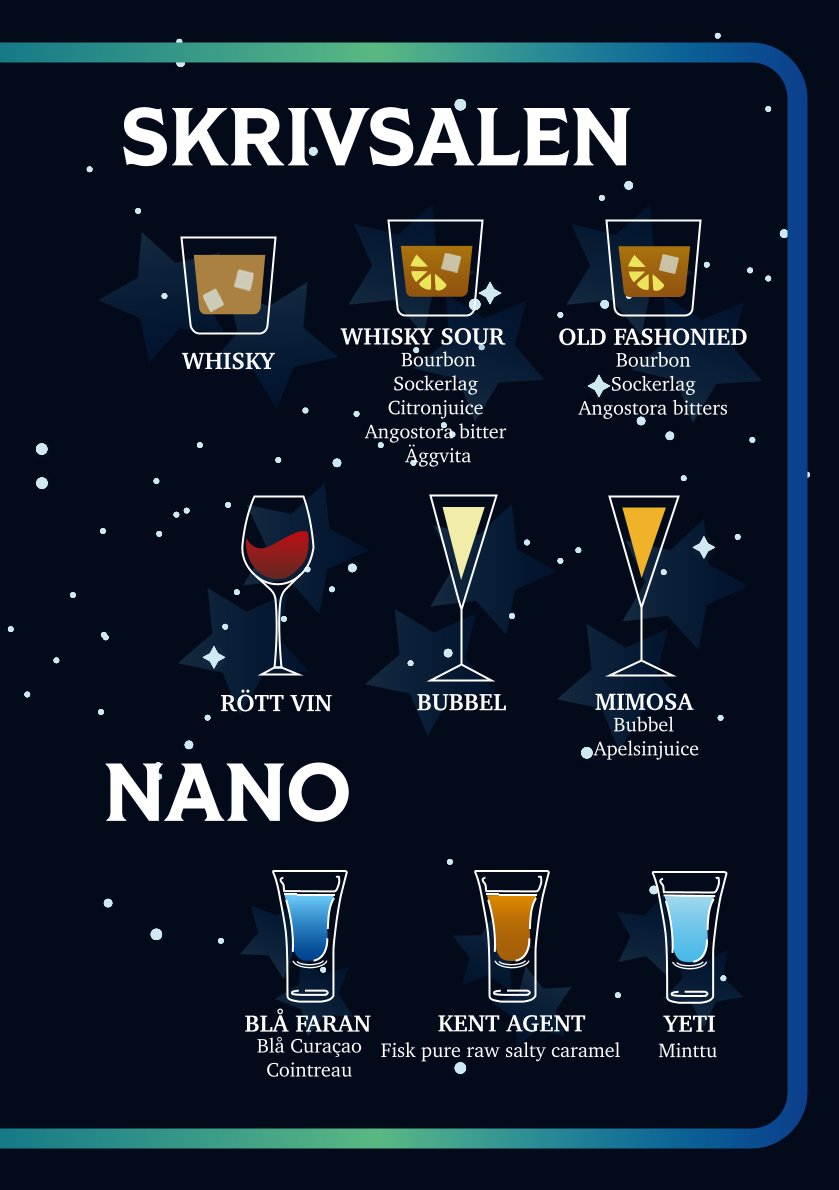 SKRIVSALEN
WHISKY
WHISKY SOUR
Bourbon
Sockerlag
Citronjuice
Angostora bitter
Äggvita
OLD FASHONIED
Bourbon
Sockerlag
Angostora bitters
RÖTT VIN
BUBBEL
MIMOSA
Bubbel
Apelsinjuice
NANO
BLÅ FARAN
Blå Curaçao
Cointreau
KENT AGENT
Fisk pure raw salty caramel
YETI
Minttu